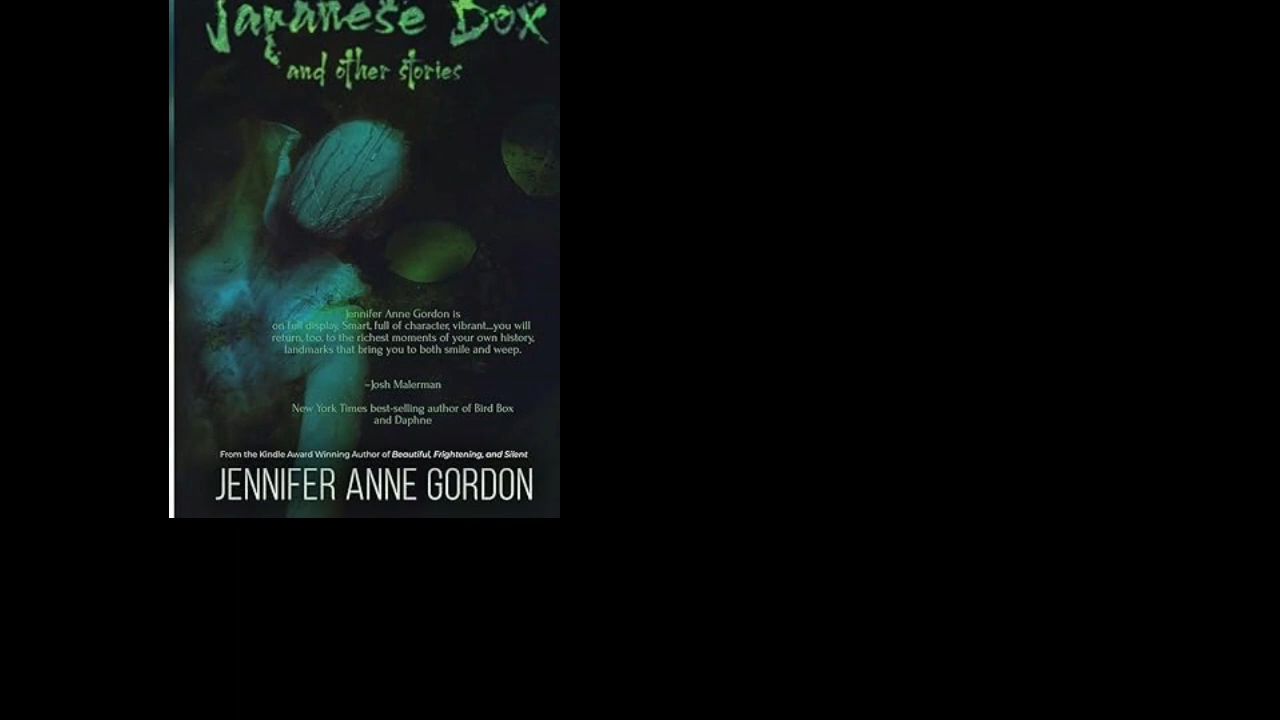 Japanese Box
and other stories
Jennifer Anne Gordon is
on full display. Smart, full of character, vibrant....you will
return, too, to the richest moments of your own history,
landmarks that bring you to both smile and weep.
–Josh Malerman
New York Times best-selling author of Bird Box
and Daphne
From the Kindle Award Winning Author of Beautiful, Frightening, and Silent
JENNIFER ANNE GORDON